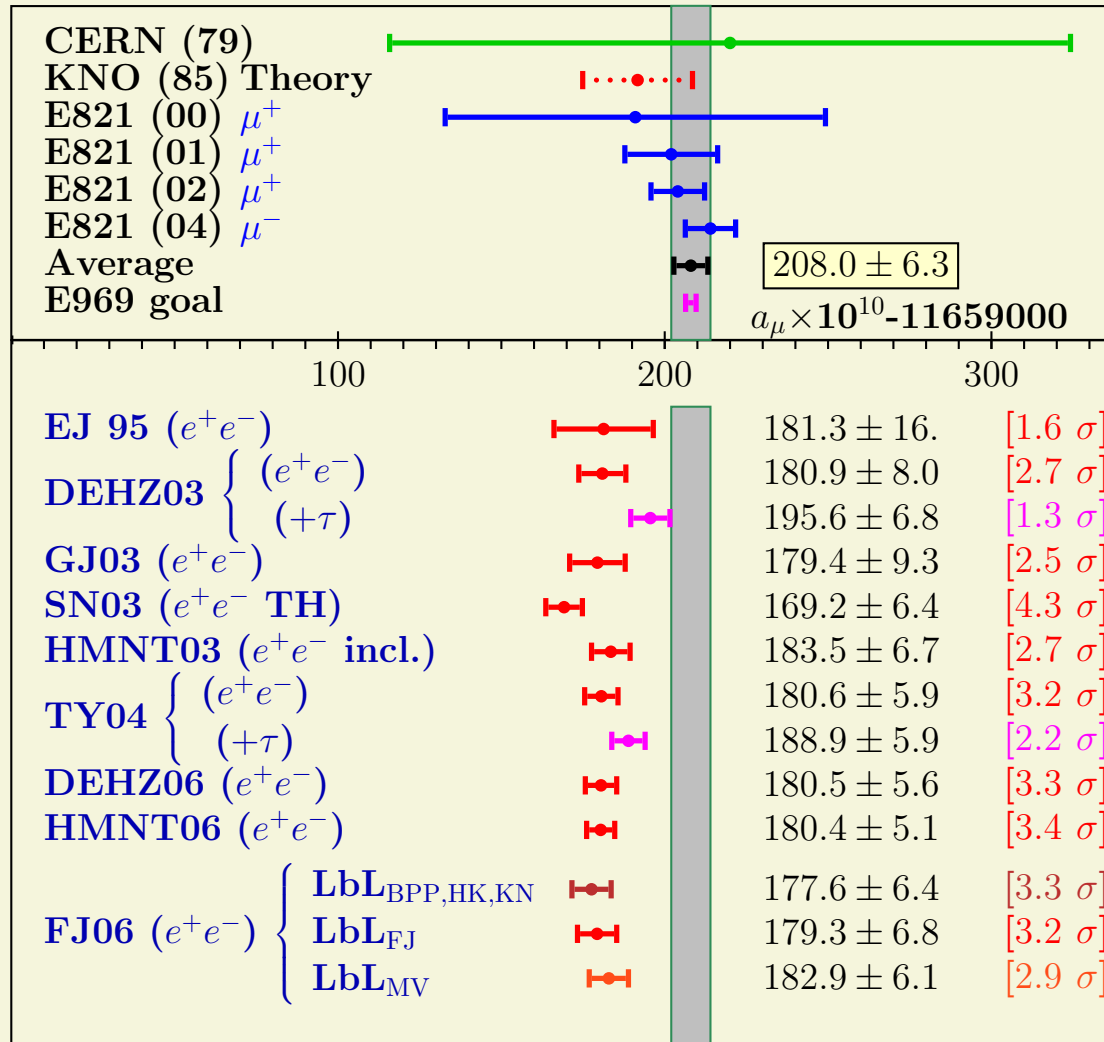 CERN (79)
KNO (85) Theory
E821 (00) μ⁺
E821 (01) μ⁺
E821 (02) μ⁺
E821 (04) μ⁻
Average 208.0 ± 6.3
E969 goal
a_μ×10¹⁰-11659000
100 200 300
EJ 95 (e⁺e⁻) 181.3 ± 16. [1.6 σ]
DEHZ03 { (e⁺e⁻) 180.9 ± 8.0 [2.7 σ]
(+τ) 195.6 ± 6.8 [1.3 σ]
GJ03 (e⁺e⁻) 179.4 ± 9.3 [2.5 σ]
SN03 (e⁺e⁻ TH) 169.2 ± 6.4 [4.3 σ]
HMNT03 (e⁺e⁻ incl.) 183.5 ± 6.7 [2.7 σ]
TY04 { (e⁺e⁻) 180.6 ± 5.9 [3.2 σ]
(+τ) 188.9 ± 5.9 [2.2 σ]
DEHZ06 (e⁺e⁻) 180.5 ± 5.6 [3.3 σ]
HMNT06 (e⁺e⁻) 180.4 ± 5.1 [3.4 σ]
LbL_BPP,HK,KN 177.6 ± 6.4 [3.3 σ]
FJ06 (e⁺e⁻) { LbL_FJ 179.3 ± 6.8 [3.2 σ]
LbL_MV 182.9 ± 6.1 [2.9 σ]